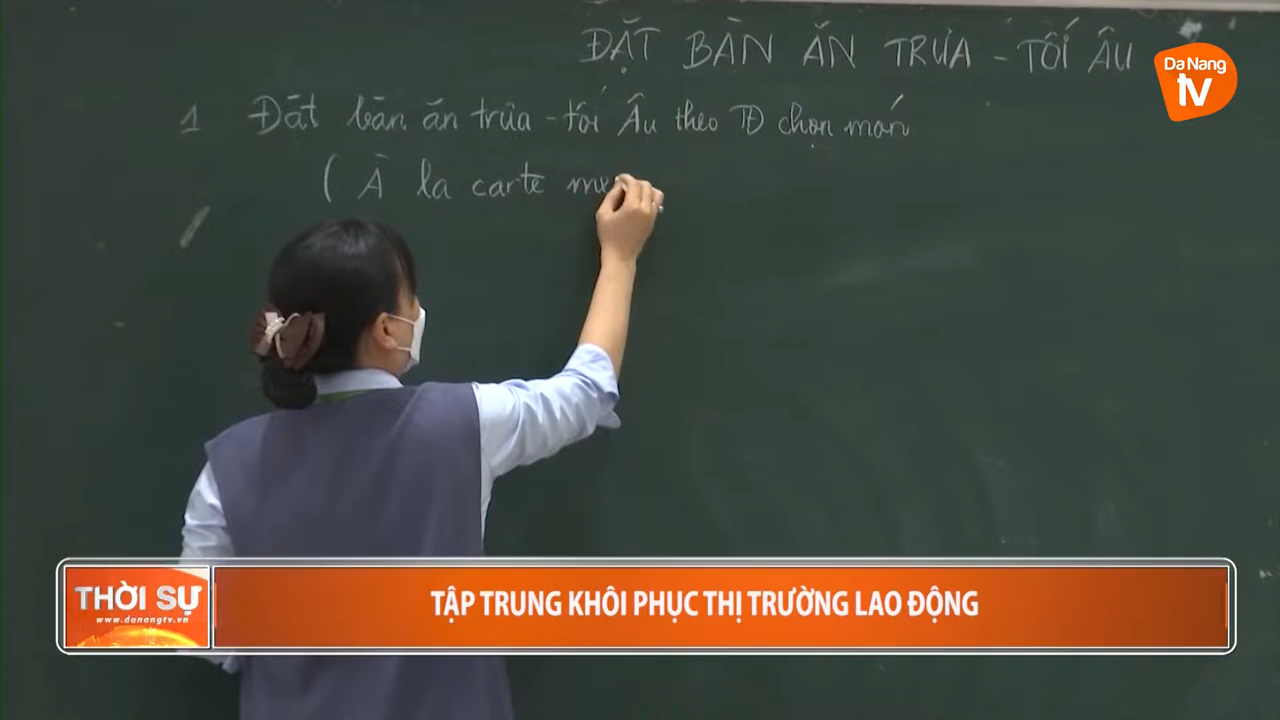 ĐẶT BÀN ĂN TRƯA - TỐI ÂU
Da Nang
tv
1 Đặt bàn ăn trưa - tối Âu theo TĐ chọn món
( À la carte me
THỜI SỰ
www.danangtv.vn
TẬP TRUNG KHÔI PHỤC THỊ TRƯỜNG LAO ĐỘNG